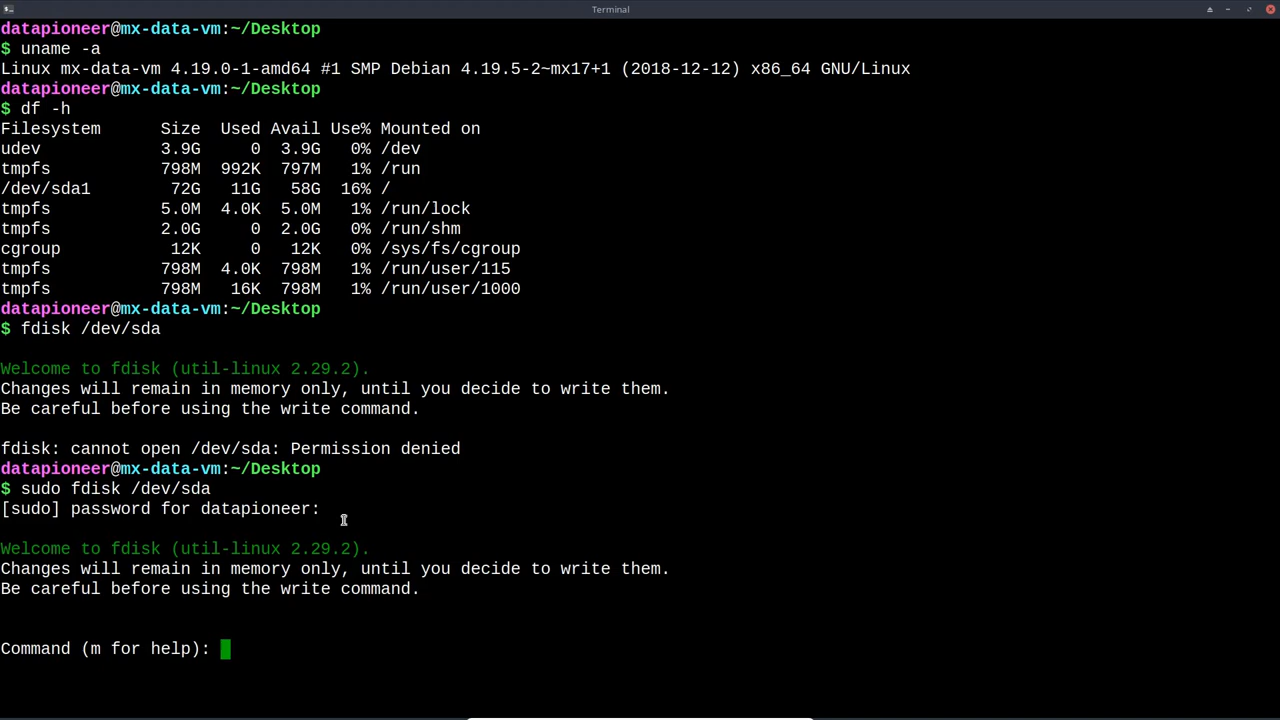 Terminal
datapioneer@mx-data-vm:~/Desktop
$ uname -a
Linux mx-data-vm 4.19.0-1-amd64 #1 SMP Debian 4.19.5-2~mx17+1 (2018-12-12) x86_64 GNU/Linux
datapioneer@mx-data-vm:~/Desktop
$ df -h
Filesystem      Size  Used Avail Use% Mounted on
udev            3.9G     0  3.9G   0% /dev
tmpfs           798M  992K  797M   1% /run
/dev/sda1        72G   11G   58G  16% /
tmpfs           5.0M  4.0K  5.0M   1% /run/lock
tmpfs           2.0G     0  2.0G   0% /run/shm
cgroup           12K     0   12K   0% /sys/fs/cgroup
tmpfs           798M  4.0K  798M   1% /run/user/115
tmpfs           798M   16K  798M   1% /run/user/1000
datapioneer@mx-data-vm:~/Desktop
$ fdisk /dev/sda
Welcome to fdisk (util-linux 2.29.2).
Changes will remain in memory only, until you decide to write them.
Be careful before using the write command.
fdisk: cannot open /dev/sda: Permission denied
datapioneer@mx-data-vm:~/Desktop
$ sudo fdisk /dev/sda
[sudo] password for datapioneer:
Welcome to fdisk (util-linux 2.29.2).
Changes will remain in memory only, until you decide to write them.
Be careful before using the write command.
Command (m for help):